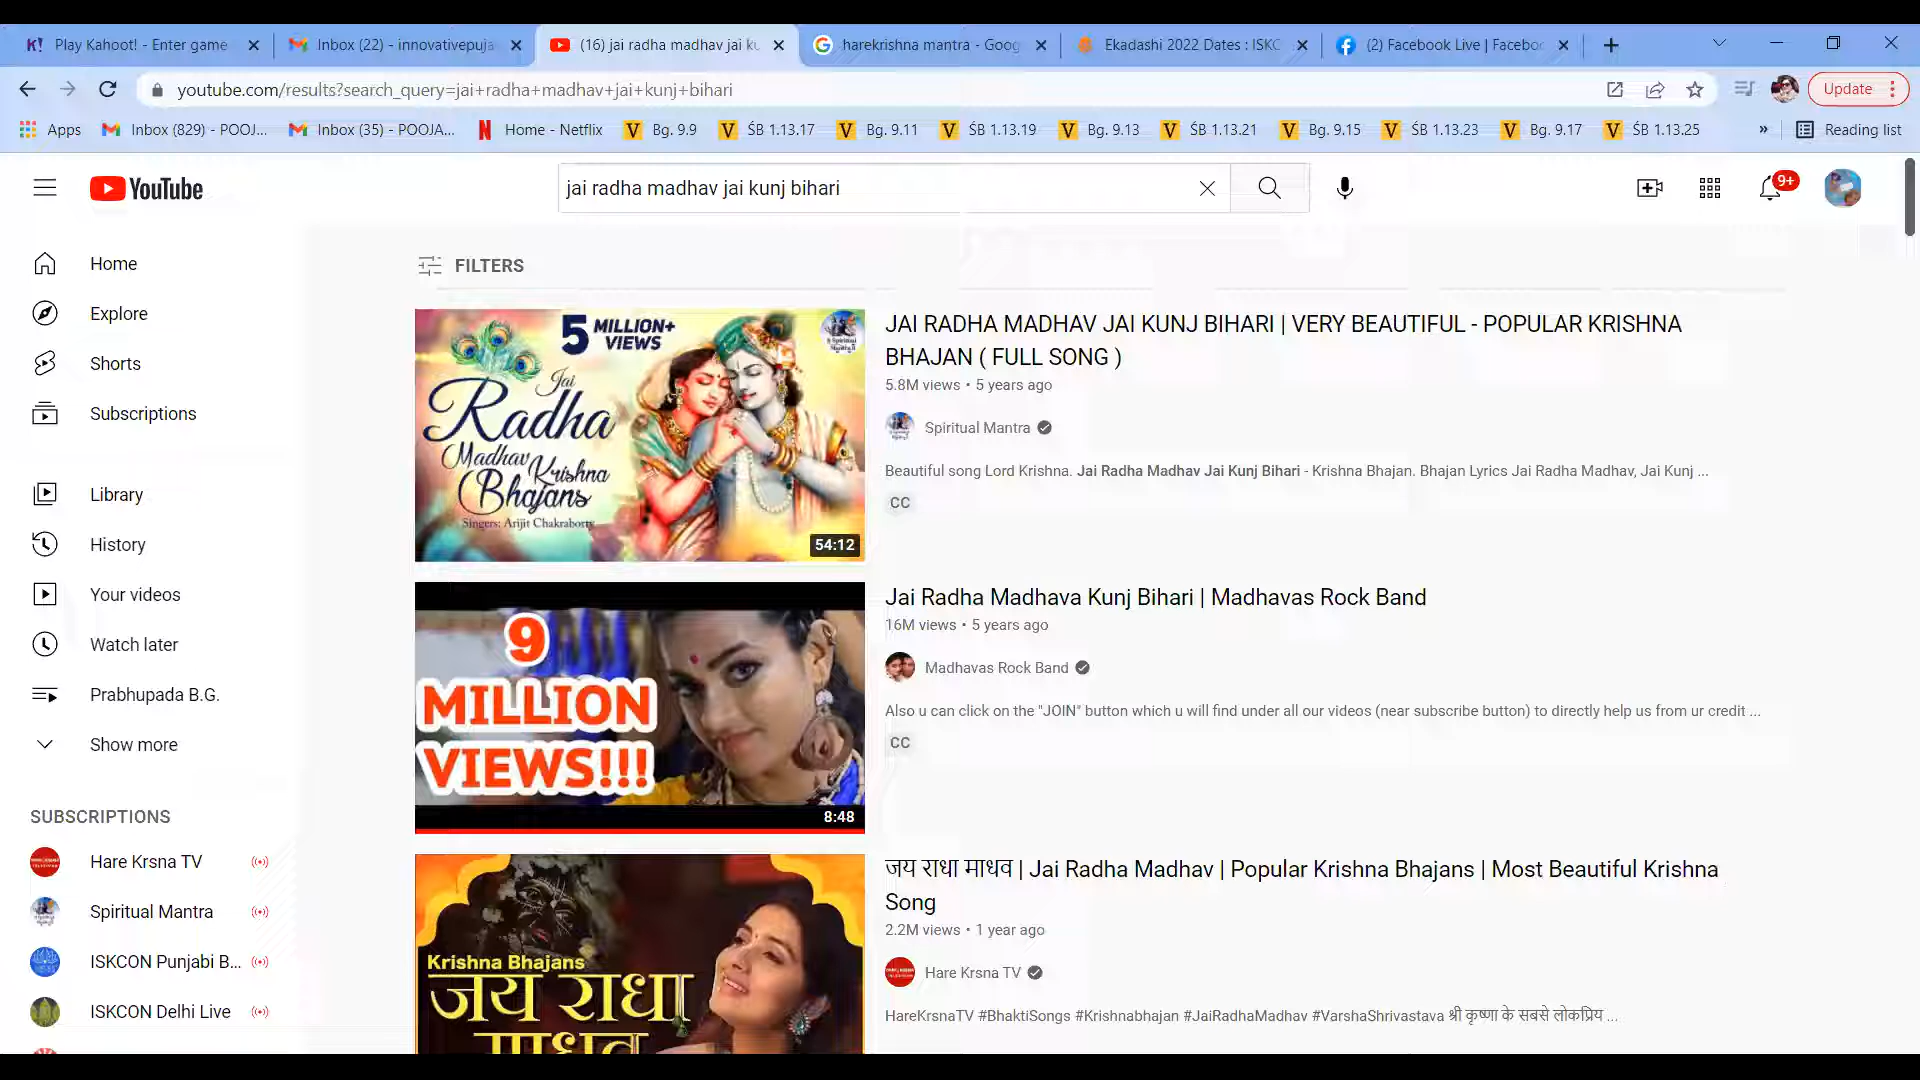 Play Kahoot! - Enter game
Inbox (22) - innovativepuja
(16) jai radha madhav jai ku
harekrishna mantra - Goog
Ekadashi 2022 Dates : ISKC
(2) Facebook Live | Faceboo
youtube.com/results?search_query=jai+radha+madhav+jai+kunj+bihari
Update
Apps
Inbox (829) - POOJ...
Inbox (35) - POOJA...
Home - Netflix
Bg. 9.9
ŚB 1.13.17
Bg. 9.11
ŚB 1.13.19
Bg. 9.13
ŚB 1.13.21
Bg. 9.15
ŚB 1.13.23
Bg. 9.17
ŚB 1.13.25
»
Reading list
YouTube
jai radha madhav jai kunj bihari
9+
Home
Explore
Shorts
Subscriptions
Library
History
Your videos
Watch later
Prabhupada B.G.
Show more
SUBSCRIPTIONS
Hare Krsna TV
Spiritual Mantra
ISKCON Punjabi B...
ISKCON Delhi Live
FILTERS
5 MILLION+
VIEWS
Jai
Radha
Madhav Krishna
Bhajans
Singers: Arijit Chakraborty
54:12
JAI RADHA MADHAV JAI KUNJ BIHARI | VERY BEAUTIFUL - POPULAR KRISHNA
BHAJAN ( FULL SONG )
5.8M views • 5 years ago
Spiritual Mantra
Beautiful song Lord Krishna. Jai Radha Madhav Jai Kunj Bihari - Krishna Bhajan. Bhajan Lyrics Jai Radha Madhav, Jai Kunj ...
CC
9
MILLION
VIEWS!!!
8:48
Jai Radha Madhava Kunj Bihari | Madhavas Rock Band
16M views • 5 years ago
Madhavas Rock Band
Also u can click on the "JOIN" button which u will find under all our videos (near subscribe button) to directly help us from ur credit ...
CC
Krishna Bhajans
जय राधा
माधव
जय राधा माधव | Jai Radha Madhav | Popular Krishna Bhajans | Most Beautiful Krishna
Song
2.2M views • 1 year ago
Hare Krsna TV
HareKrsnaTV #BhaktiSongs #Krishnabhajan #JaiRadhaMadhav #VarshaShrivastava श्री कृष्णा के सबसे लोकप्रिय ...